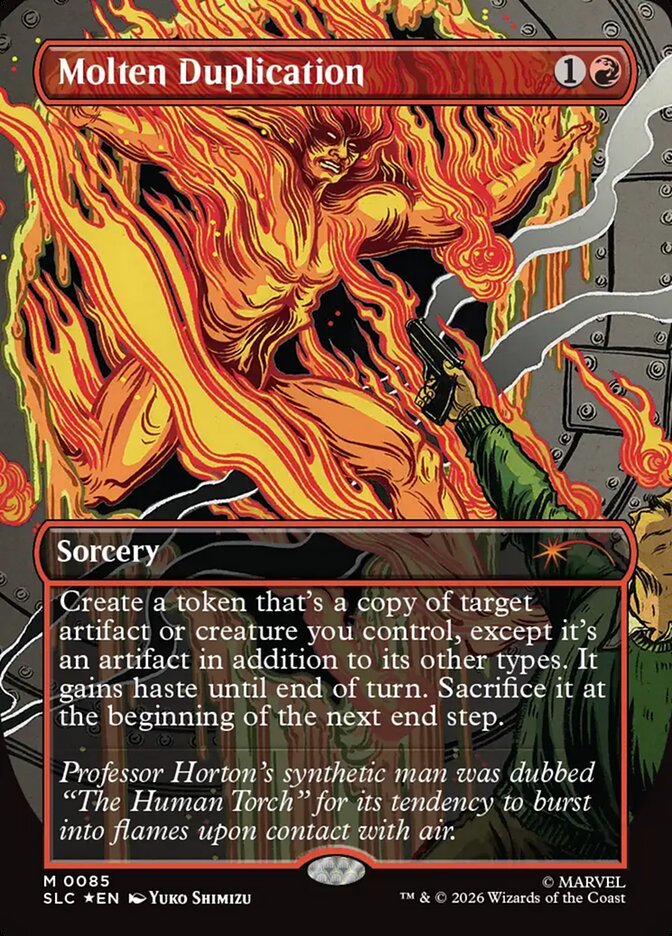 Molten Duplication 1
Sorcery
Create a token that's a copy of target
artifact or creature you control, except it's
an artifact in addition to its other types. It
gains haste until end of turn. Sacrifice it at
the beginning of the next end step.
Professor Horton's synthetic man was dubbed
“The Human Torch” for its tendency to burst
into flames upon contact with air.
M 0085
SLC ★ EN Yuko Shimizu
© MARVEL
™ & © 2026 Wizards of the Coast